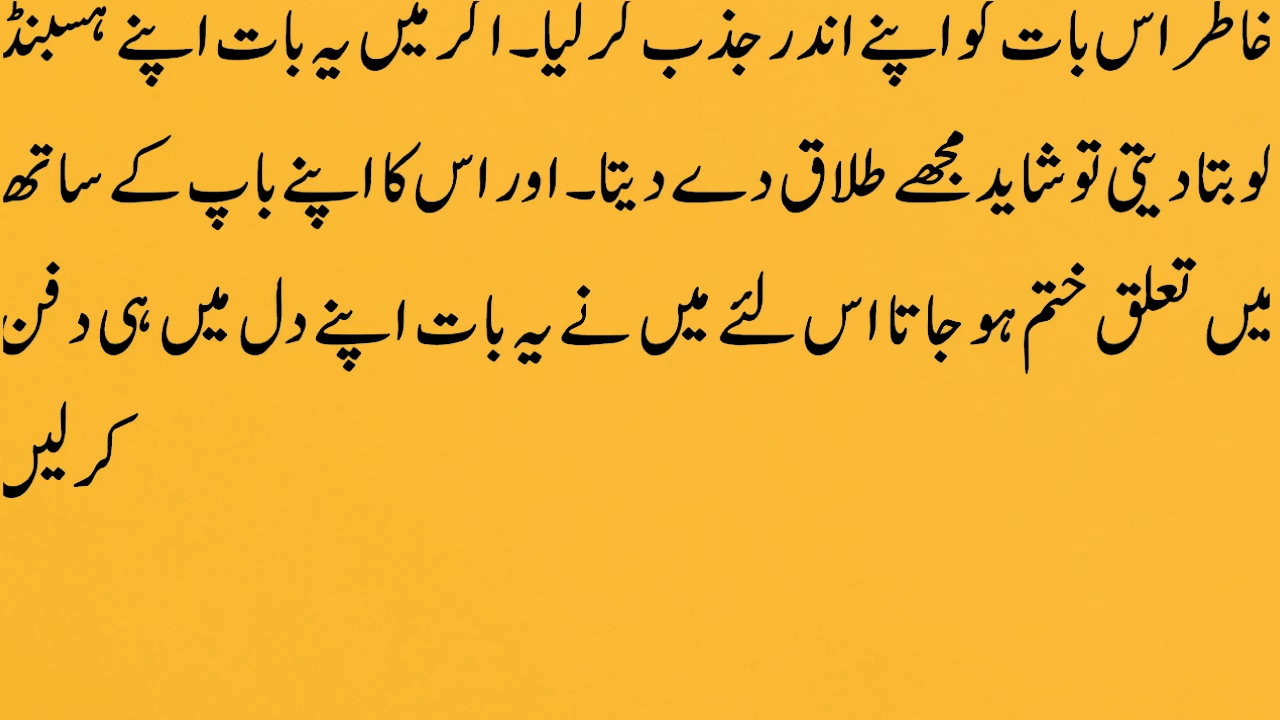 خاطر اس بات کو اپنے اندر جذب کر لیا۔ اگر میں یہ بات اپنے ہسبنڈ
کو بتا دیتی تو شاید مجھے طلاق دے دیتا۔ اور اس کا اپنے باپ کے ساتھ
میں تعلق ختم ہو جاتا اس لئے میں نے یہ بات اپنے دل میں ہی دفن
کر لیں